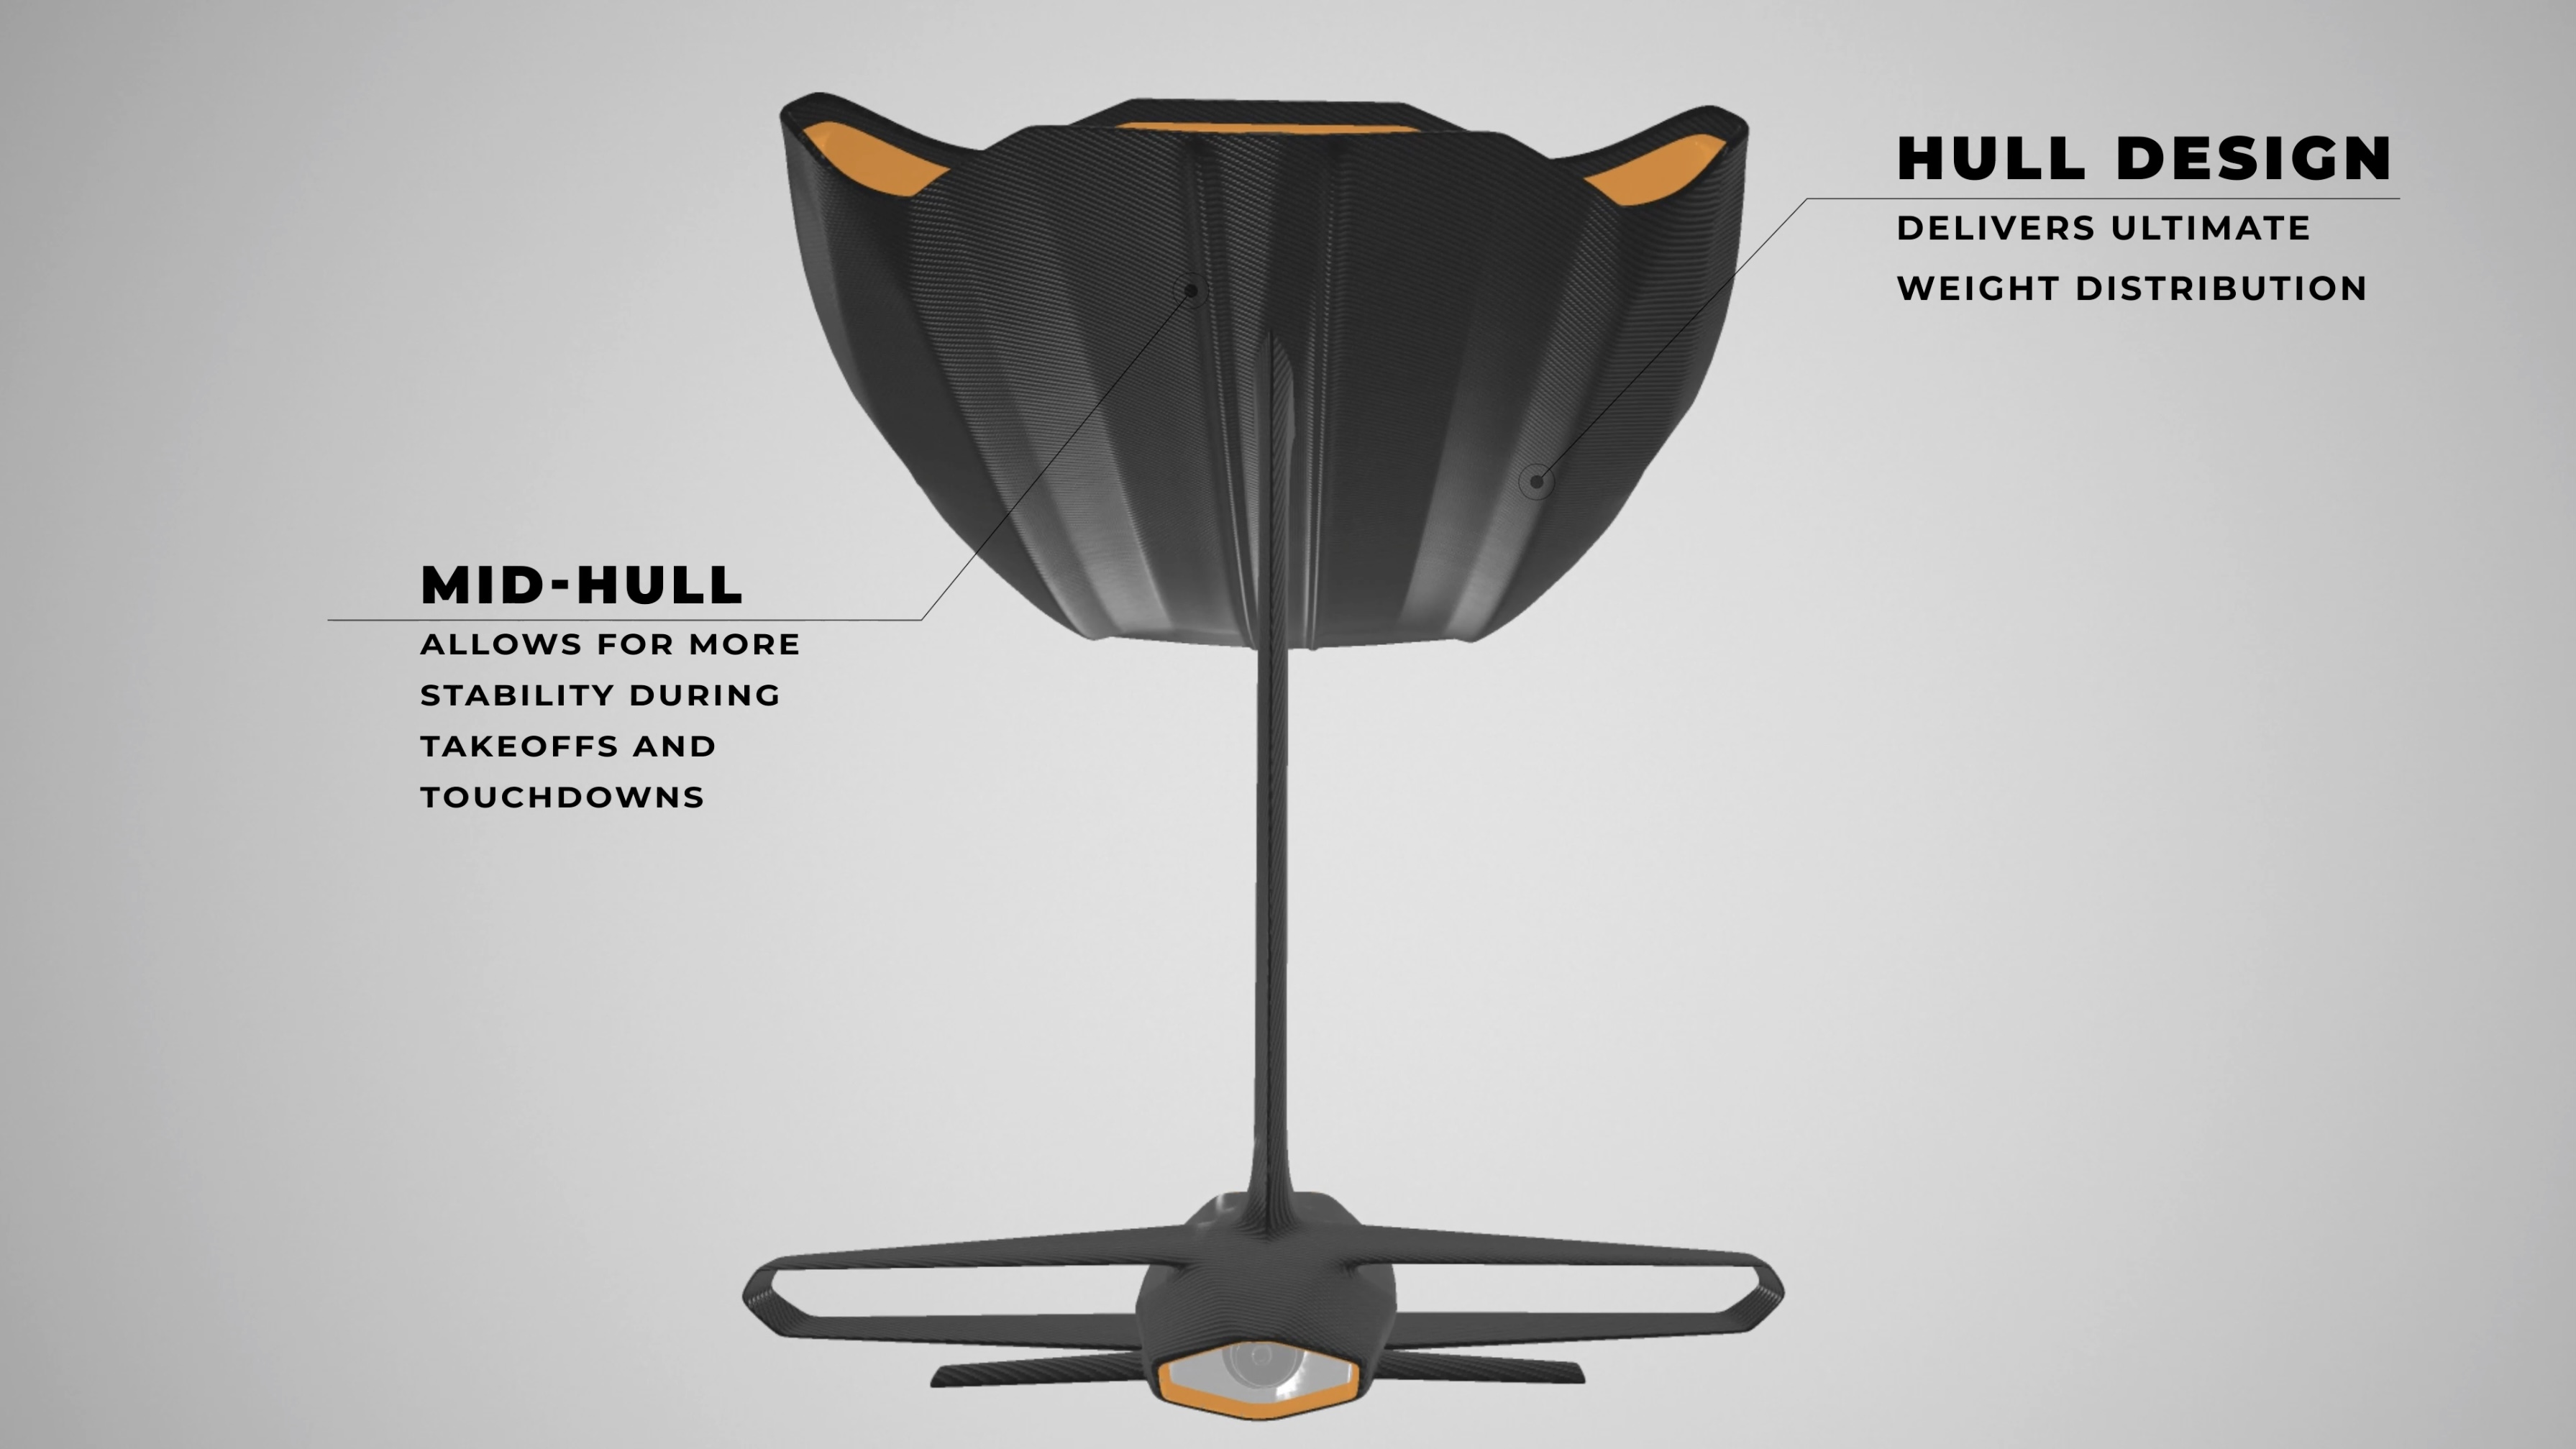 HULL DESIGN
DELIVERS ULTIMATE
WEIGHT DISTRIBUTION
MID-HULL
ALLOWS FOR MORE
STABILITY DURING
TAKEOFFS AND
TOUCHDOWNS